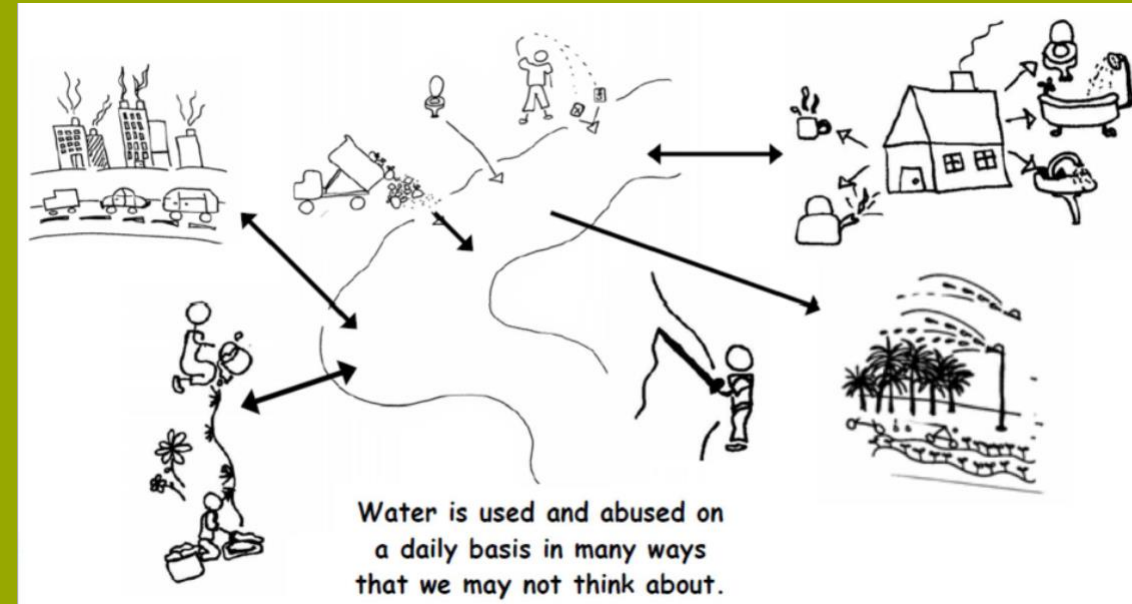 Water is used and abused on
a daily basis in many ways
that we may not think about.